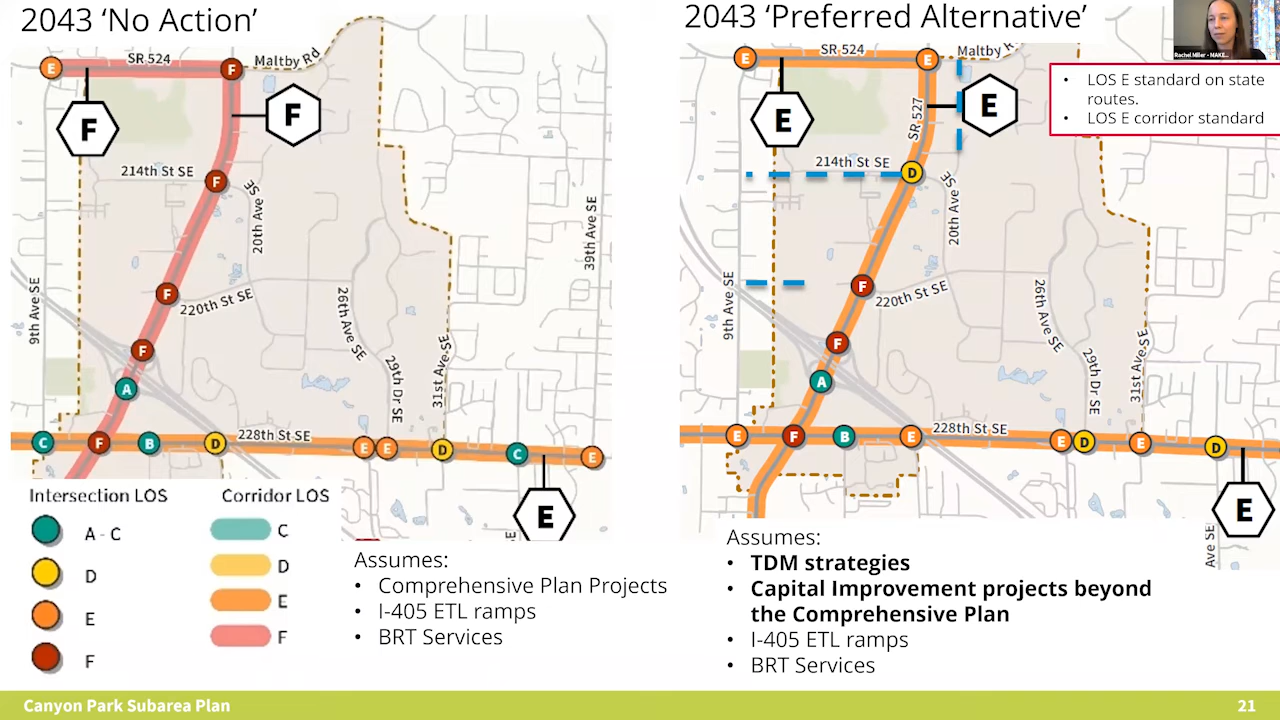 2043 ‘No Action’
E
SR 524
F
Maltby Rd
F
F
214th St SE
F
20th Ave SE
39th Ave SE
9th Ave SE
F
220th St SE
26th Ave SE
F
A
29th Dr SE
31st Ave SE
C
F
B
D
228th St SE
E
E
D
C
E
E
Intersection LOS
A - C
D
E
F
Corridor LOS
C
D
E
F
Assumes:
• Comprehensive Plan Projects
• I-405 ETL ramps
• BRT Services
2043 ‘Preferred Alternative’
Rachel Miller - MAKE...
E
SR 524
E
Maltby R
• LOS E standard on state
routes.
• LOS E corridor standard
E
SR 527
E
214th St SE
D
20th Ave SE
9th Ave SE
F
220th St SE
26th Ave SE
F
A
29th Dr SE
31st Ave SE
E
F
B
E
228th St SE
E
D
E
D
E
Ave SE
Assumes:
• TDM strategies
• Capital Improvement projects beyond
the Comprehensive Plan
• I-405 ETL ramps
• BRT Services
Canyon Park Subarea Plan
21